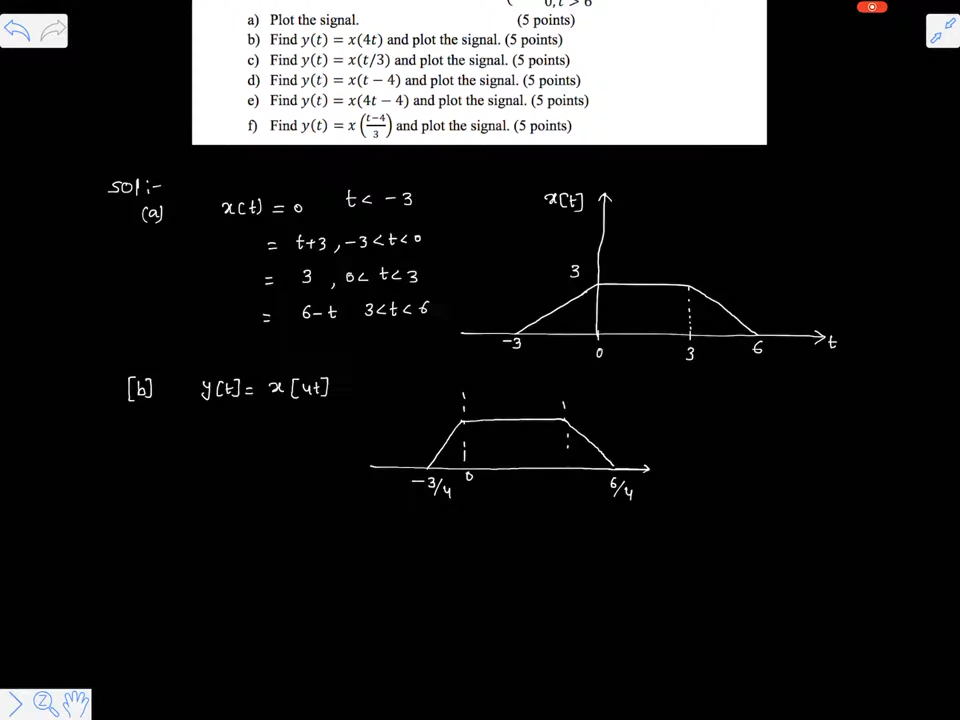 0, t > 6
a) Plot the signal. (5 points)
b) Find y(t) = x(4t) and plot the signal. (5 points)
c) Find y(t) = x(t/3) and plot the signal. (5 points)
d) Find y(t) = x(t − 4) and plot the signal. (5 points)
e) Find y(t) = x(4t − 4) and plot the signal. (5 points)
f) Find y(t) = x((t−4)/3) and plot the signal. (5 points)
Sol:-
(a) x(t) = 0 t < -3
= t+3, -3<t<0
= 3, 0< t<3
= 6-t 3<t<6
x[t]
3
-3 0 3 6 t
[b] y[t] = x[4t]
-3/4 0 6/4